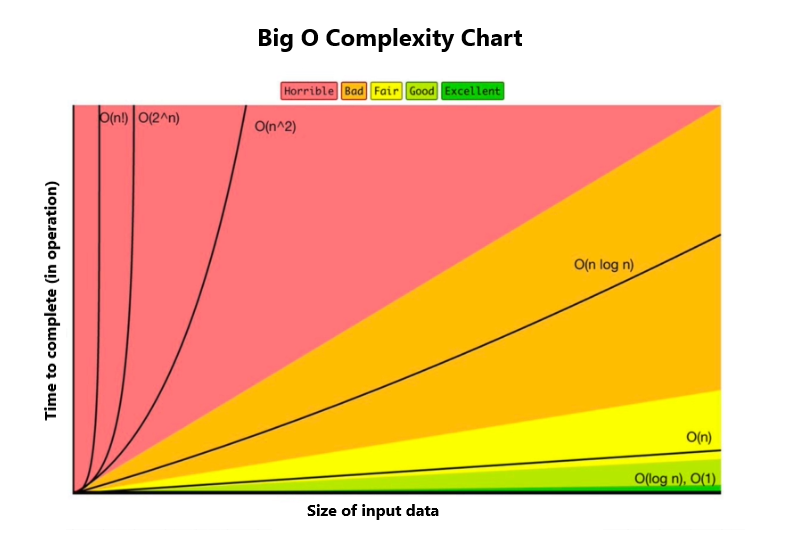 Big O Complexity Chart
Horrible Bad Fair Good Excellent
O(n!) O(2^n)
O(n^2)
O(n log n)
O(n)
O(log n), O(1)
Time to complete (in operation)
Size of input data